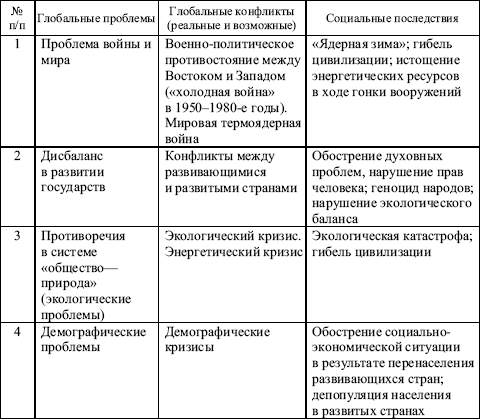 №
п/п
Глобальные проблемы
Глобальные конфликты
(реальные и возможные)
Социальные последствия
1
Проблема войны и
мира
Военно-политическое
противостояние между
Востоком и Западом
(«холодная война»
в 1950–1980-е годы).
Мировая термоядерная
война
«Ядерная зима»; гибель
цивилизации; истощение
энергетических ресурсов
в ходе гонки вооружений
2
Дисбаланс
в развитии
государств
Конфликты между
развивающимися
и развитыми странами
Обострение духовных
проблем, нарушение прав
человека; геноцид народов;
нарушение экологического
баланса
3
Противоречия
в системе
«общество—
природа»
(экологические
проблемы)
Экологический кризис.
Энергетический кризис
Экологическая катастрофа;
гибель цивилизации
4
Демографические
проблемы
Демографические
кризисы
Обострение социально-
экономической ситуации
в результате перенаселения
развивающихся стран;
депопуляция населения
в развитых странах